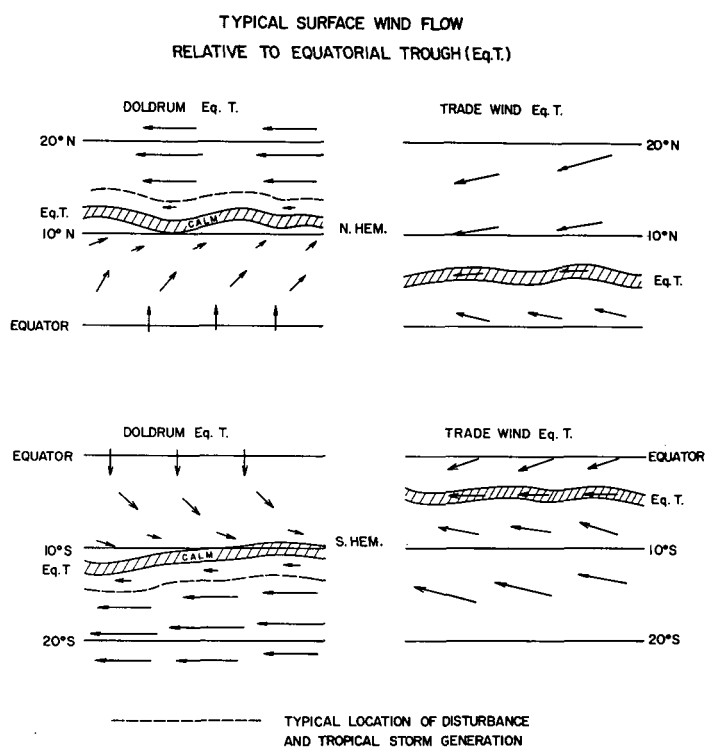 TYPICAL SURFACE WIND FLOW
RELATIVE TO EQUATORIAL TROUGH (Eq.T.)
DOLDRUM Eq. T.
20° N
Eq.T.
CALM
10° N
EQUATOR
N. HEM.
TRADE WIND Eq. T.
20° N
10° N
Eq.T.
DOLDRUM Eq. T.
EQUATOR
10° S
CALM
Eq.T
20° S
S. HEM.
TRADE WIND Eq. T.
EQUATOR
Eq. T.
10° S
20° S
TYPICAL LOCATION OF DISTURBANCE
AND TROPICAL STORM GENERATION